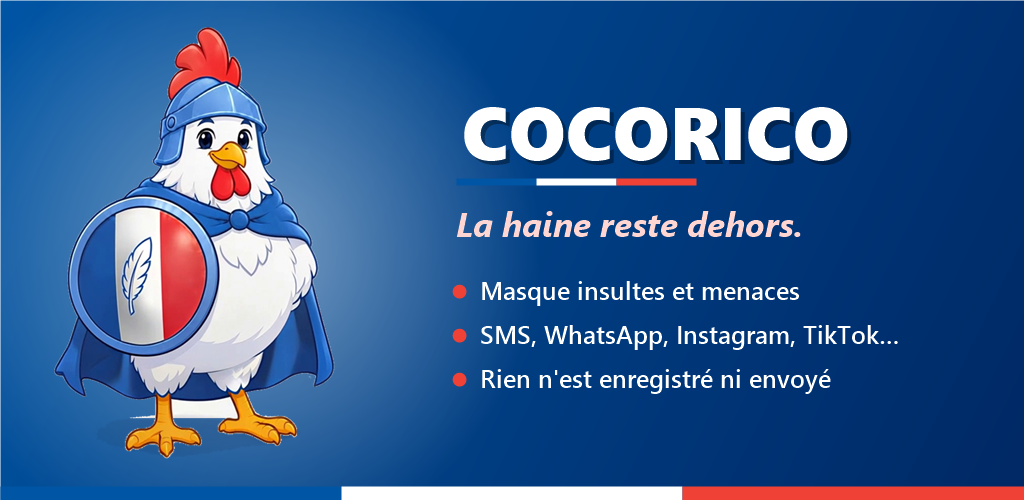 COCORICO
La haine reste dehors.
Masque insultes et menaces
SMS, WhatsApp, Instagram, TikTok...
Rien n'est enregistré ni envoyé